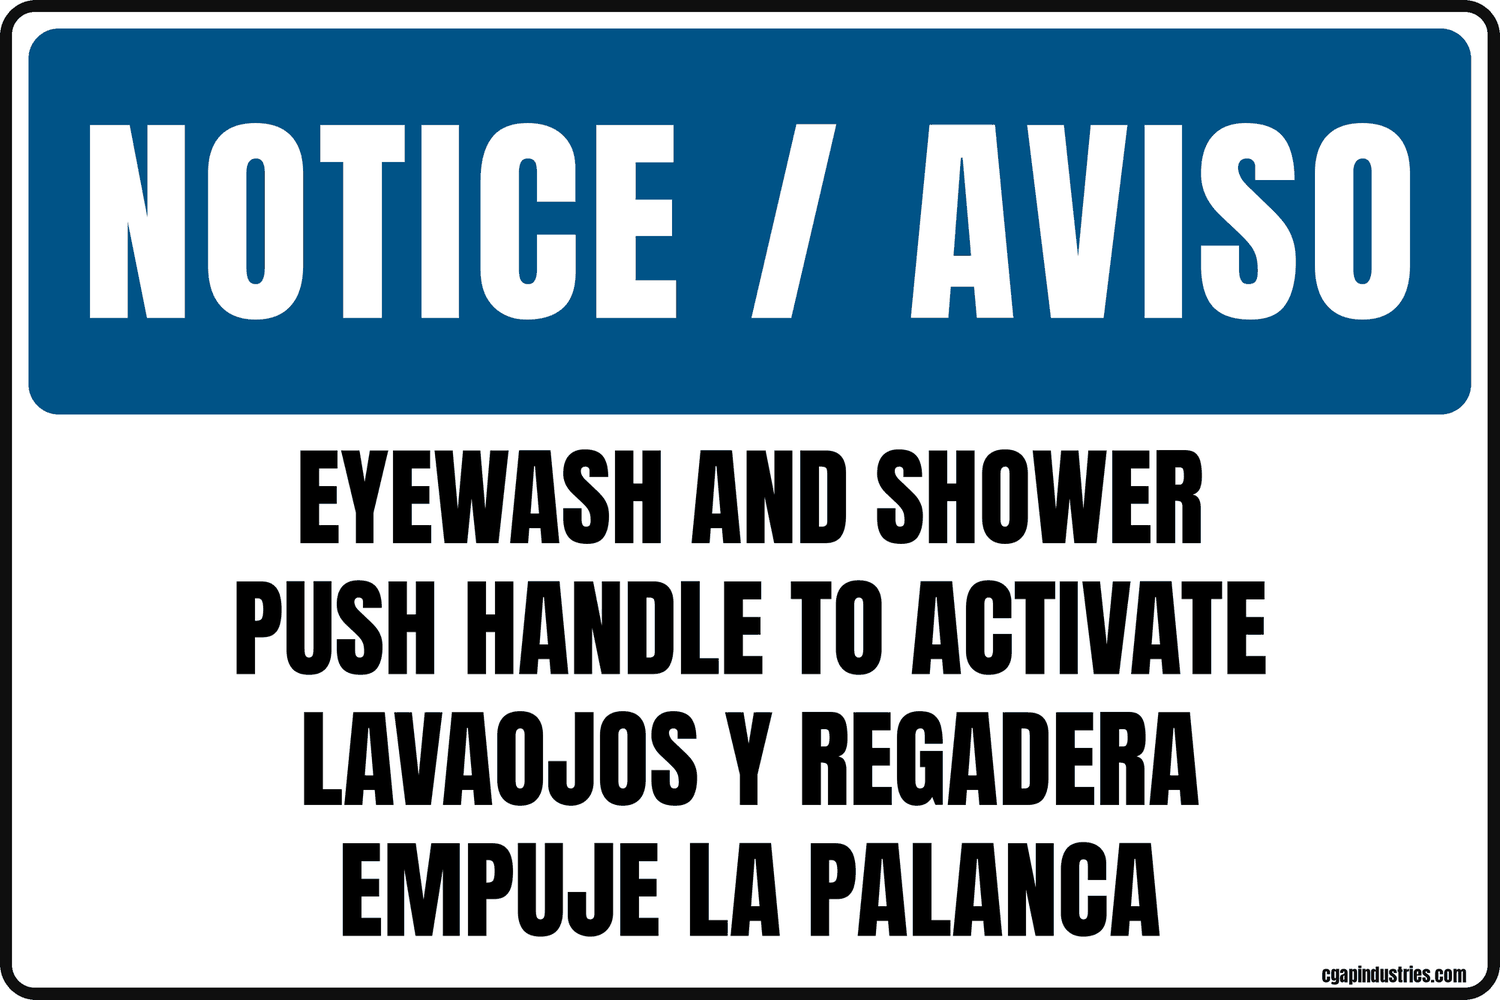 NOTICE / AVISO
EYEWASH AND SHOWER
PUSH HANDLE TO ACTIVATE
LAVAOJOS Y REGADERA
EMPUJE LA PALANCA
cgapindustries.com